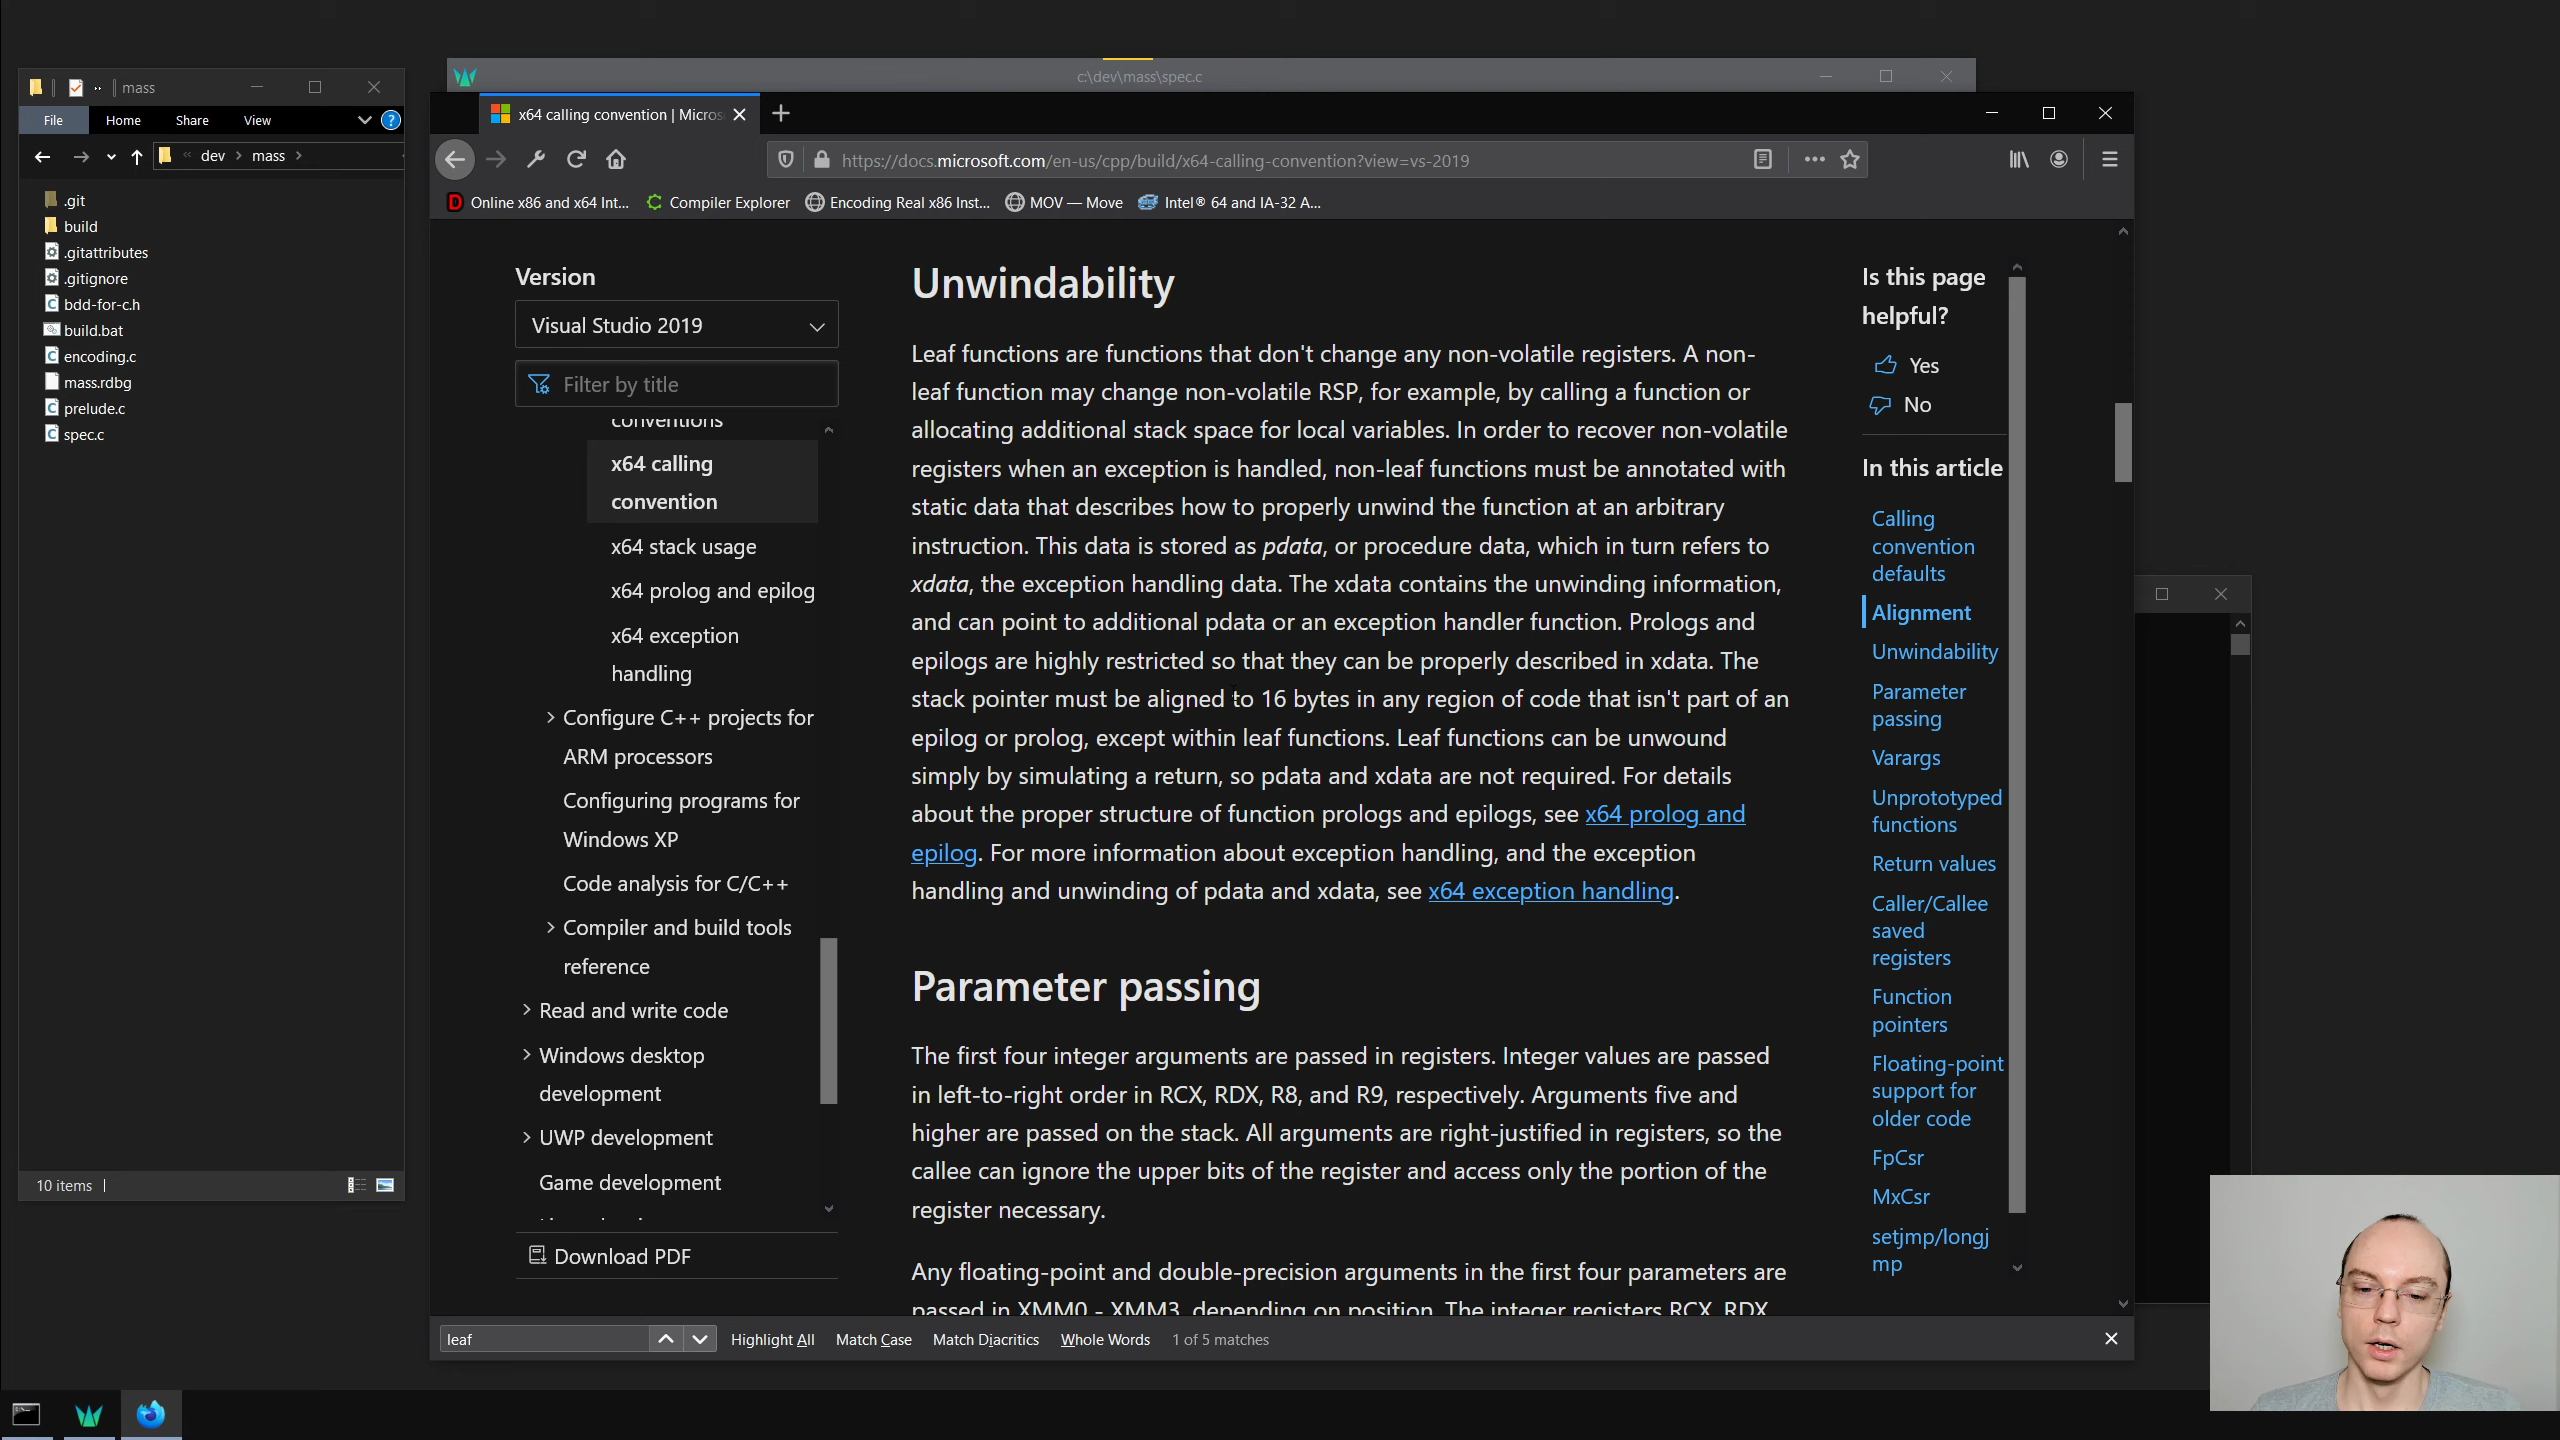 mass
File
Home
Share
View
dev
mass
.git
build
.gitattributes
.gitignore
bdd-for-c.h
build.bat
encoding.c
mass.rdbg
prelude.c
spec.c
10 items
c:\dev\mass\spec.c
x64 calling convention | Micros
https://docs.microsoft.com/en-us/cpp/build/x64-calling-convention?view=vs-2019
Online x86 and x64 Int...
Compiler Explorer
Encoding Real x86 Inst...
MOV — Move
Intel® 64 and IA-32 A...
Version
Visual Studio 2019
Filter by title
conventions
x64 calling
convention
x64 stack usage
x64 prolog and epilog
x64 exception
handling
Configure C++ projects for
ARM processors
Configuring programs for
Windows XP
Code analysis for C/C++
Compiler and build tools
reference
Read and write code
Windows desktop
development
UWP development
Game development
Download PDF
Unwindability
Leaf functions are functions that don't change any non-volatile registers. A non-
leaf function may change non-volatile RSP, for example, by calling a function or
allocating additional stack space for local variables. In order to recover non-volatile
registers when an exception is handled, non-leaf functions must be annotated with
static data that describes how to properly unwind the function at an arbitrary
instruction. This data is stored as pdata, or procedure data, which in turn refers to
xdata, the exception handling data. The xdata contains the unwinding information,
and can point to additional pdata or an exception handler function. Prologs and
epilogs are highly restricted so that they can be properly described in xdata. The
stack pointer must be aligned to 16 bytes in any region of code that isn't part of an
epilog or prolog, except within leaf functions. Leaf functions can be unwound
simply by simulating a return, so pdata and xdata are not required. For details
about the proper structure of function prologs and epilogs, see x64 prolog and
epilog. For more information about exception handling, and the exception
handling and unwinding of pdata and xdata, see x64 exception handling.
Parameter passing
The first four integer arguments are passed in registers. Integer values are passed
in left-to-right order in RCX, RDX, R8, and R9, respectively. Arguments five and
higher are passed on the stack. All arguments are right-justified in registers, so the
callee can ignore the upper bits of the register and access only the portion of the
register necessary.
Any floating-point and double-precision arguments in the first four parameters are
passed in XMM0 - XMM3, depending on position. The integer registers RCX, RDX,
Is this page
helpful?
Yes
No
In this article
Calling
convention
defaults
Alignment
Unwindability
Parameter
passing
Varargs
Unprototyped
functions
Return values
Caller/Callee
saved
registers
Function
pointers
Floating-point
support for
older code
FpCsr
MxCsr
setjmp/longj
mp
leaf
Highlight All
Match Case
Match Diacritics
Whole Words
1 of 5 matches